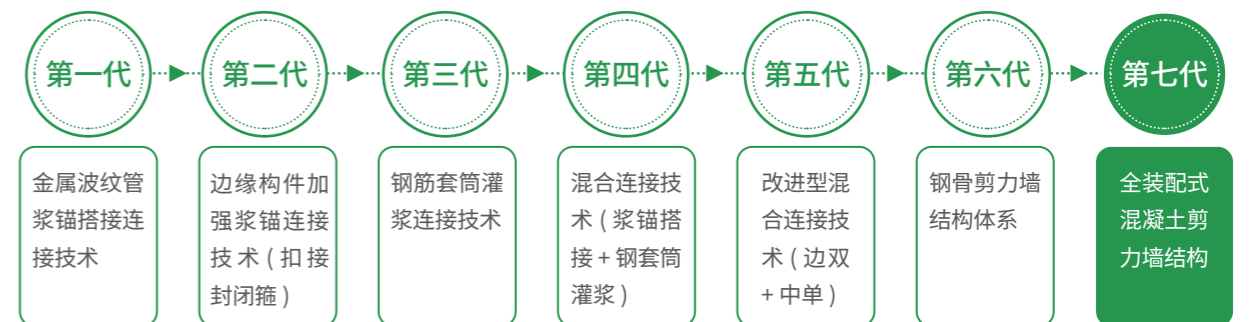 第一代
第二代
第三代
第四代
第五代
第六代
第七代
金属波纹管
浆锚搭接连
接技术
边缘构件加
强浆锚连接
技术(扣接
封闭箍)
钢筋套筒灌
浆连接技术
混合连接技
术(浆锚搭
接+钢套筒
灌浆)
改进型混
合连接技
术(边双
+中单)
钢骨剪力墙
结构体系
全装配式
混凝土剪
力墙结构